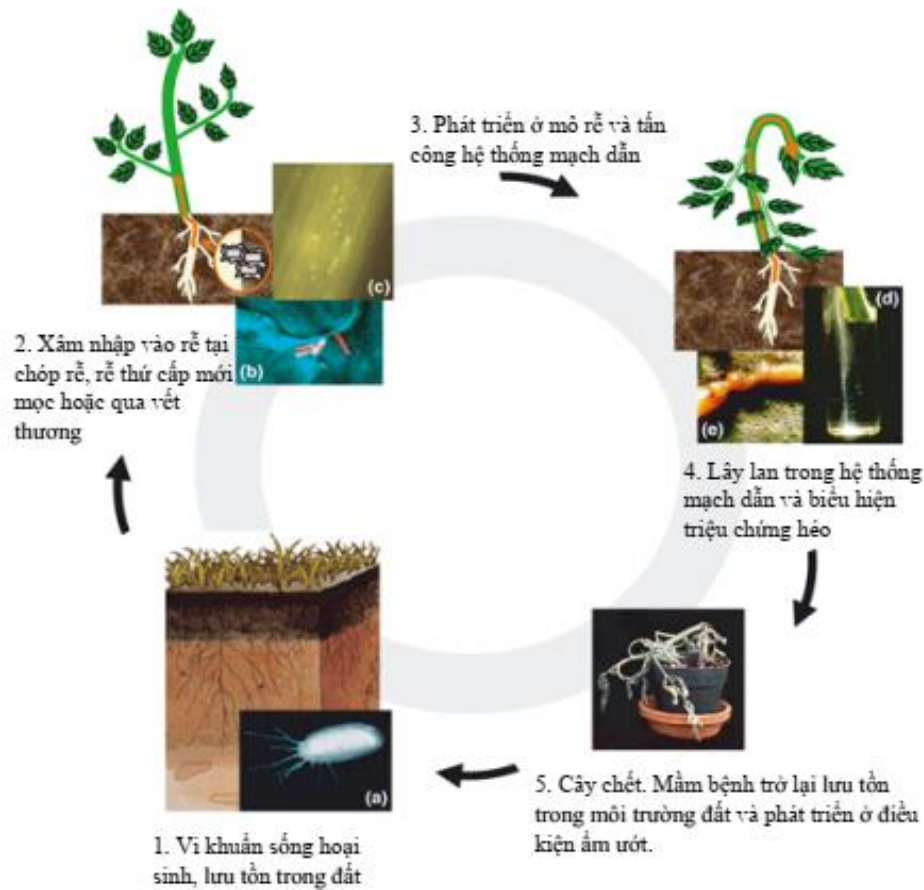 3. Phát triển ở mô rễ và tấn
công hệ thống mạch dẫn
(c)
(b)
2. Xâm nhập vào rễ tại
chóp rễ, rễ thứ cấp mới
mọc hoặc qua vết
thương
(d)
(e)
4. Lây lan trong hệ thống
mạch dẫn và biểu hiện
triệu chứng héo
(a)
5. Cây chết. Mầm bệnh trở lại lưu tồn
trong môi trường đất và phát triển ở điều
kiện ẩm ướt.
1. Vi khuẩn sống hoại
sinh, lưu tồn trong đất